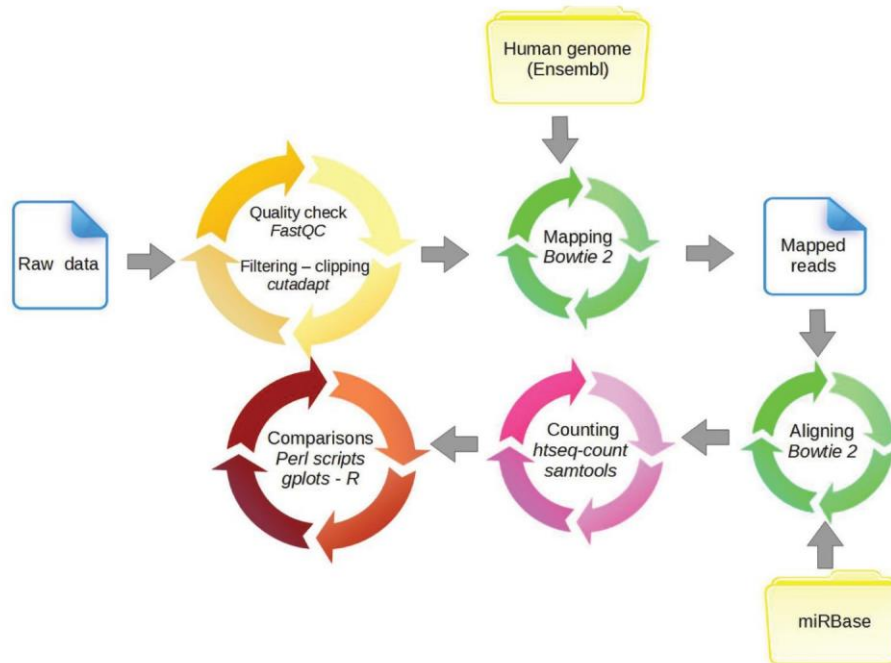 Human genome
(Ensembl)
Raw data
Quality check
FastQC
Filtering – clipping
cutadapt
Mapping
Bowtie 2
Mapped
reads
Comparisons
Perl scripts
gplots - R
Counting
htseq-count
samtools
Aligning
Bowtie 2
miRBase